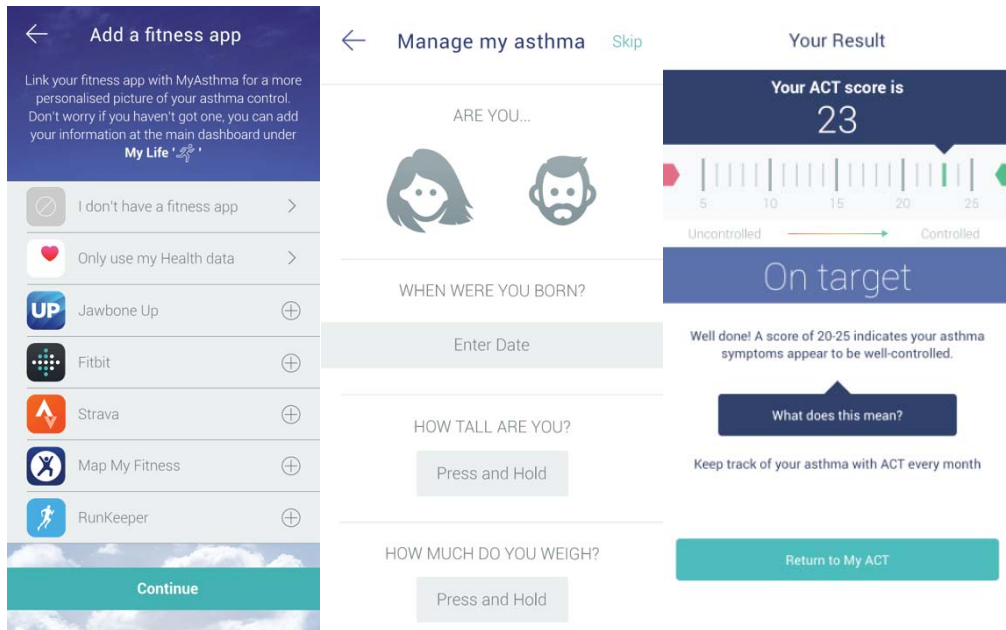 Add a fitness app
Link your fitness app with MyAsthma for a more
personalised picture of your asthma control.
Don't worry if you haven't got one, you can add
your information at the main dashboard under
My Life ' '
I don't have a fitness app
Only use my Health data
UP
Jawbone Up
Fitbit
Strava
Map My Fitness
RunKeeper
Continue
Manage my asthma
Skip
ARE YOU...
WHEN WERE YOU BORN?
Enter Date
HOW TALL ARE YOU?
Press and Hold
HOW MUCH DO YOU WEIGH?
Press and Hold
Your Result
Your ACT score is
23
5 10 15 20 25
Uncontrolled Controlled
On target
Well done! A score of 20-25 indicates your asthma
symptoms appear to be well-controlled.
What does this mean?
Keep track of your asthma with ACT every month
Return to My ACT